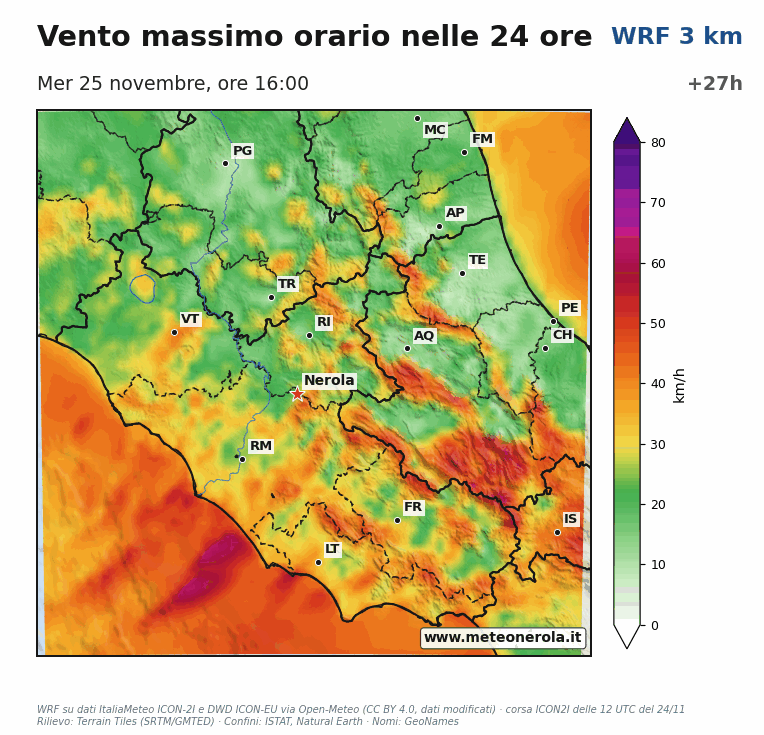 Vento massimo orario nelle 24 ore WRF 3 km
Mer 25 novembre, ore 16:00 +27h
MC
FM
PG
AP
TE
TR
PE
VT
RI
CH
AQ
Nerola
RM
FR
IS
LT
www.meteonerola.it
80
70
60
50
40
30
20
10
0
km/h
WRF su dati ItaliaMeteo ICON-2I e DWD ICON-EU via Open-Meteo (CC BY 4.0, dati modificati) · corsa ICON2I delle 12 UTC del 24/11
Rilievo: Terrain Tiles (SRTM/GMTED) · Confini: ISTAT, Natural Earth · Nomi: GeoNames